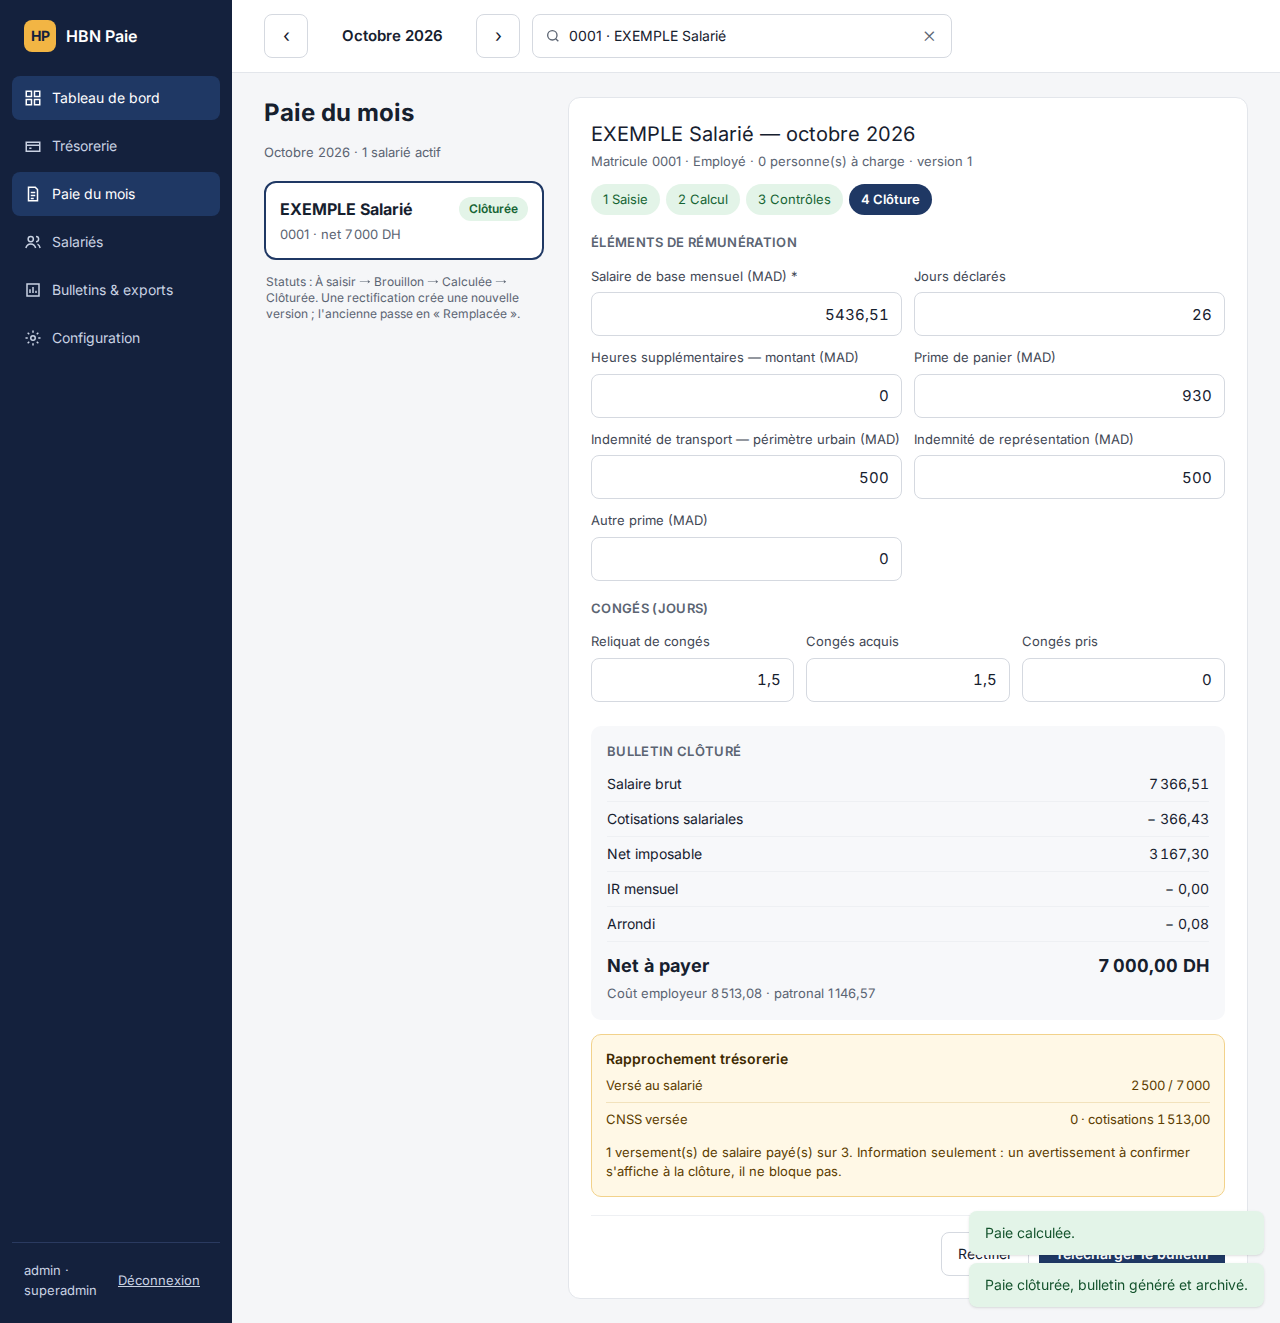 HP HBN Paie
Tableau de bord
Trésorerie
Paie du mois
Salariés
Bulletins & exports
Configuration
admin ·
superadmin
Déconnexion
‹ Octobre 2026 › 0001 · EXEMPLE Salarié ×
Paie du mois
Octobre 2026 · 1 salarié actif
EXEMPLE Salarié Clôturée
0001 · net 7 000 DH
Statuts : À saisir → Brouillon → Calculée →
Clôturée. Une rectification crée une nouvelle
version ; l'ancienne passe en « Remplacée ».
EXEMPLE Salarié — octobre 2026
Matricule 0001 · Employé · 0 personne(s) à charge · version 1
1 Saisie 2 Calcul 3 Contrôles 4 Clôture
ÉLÉMENTS DE RÉMUNÉRATION
Salaire de base mensuel (MAD) * Jours déclarés
5436,51 26
Heures supplémentaires — montant (MAD) Prime de panier (MAD)
0 930
Indemnité de transport — périmètre urbain (MAD) Indemnité de représentation (MAD)
500 500
Autre prime (MAD)
0
CONGÉS (JOURS)
Reliquat de congés Congés acquis Congés pris
1,5 1,5 0
BULLETIN CLÔTURÉ
Salaire brut 7 366,51
Cotisations salariales − 366,43
Net imposable 3 167,30
IR mensuel − 0,00
Arrondi − 0,08
Net à payer 7 000,00 DH
Coût employeur 8 513,08 · patronal 1 146,57
Rapprochement trésorerie
Versé au salarié 2 500 / 7 000
CNSS versée 0 · cotisations 1 513,00
1 versement(s) de salaire payé(s) sur 3. Information seulement : un avertissement à confirmer
s'affiche à la clôture, il ne bloque pas.
Rectifier Télécharger le bulletin
Paie calculée.
Paie clôturée, bulletin généré et archivé.